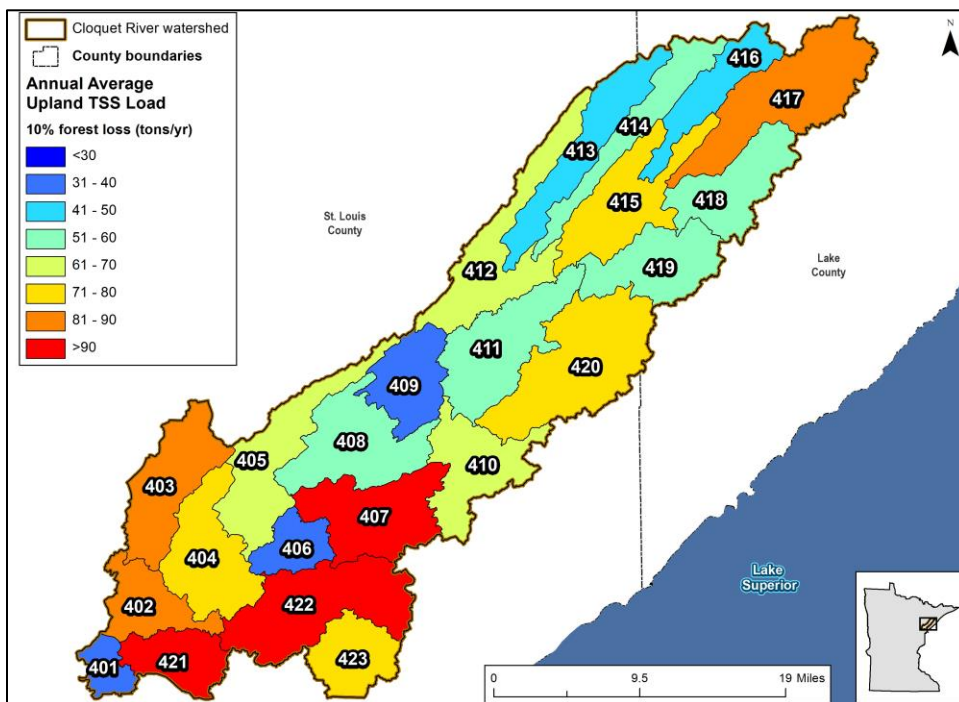 Cloquet River watershed
County boundaries
Annual Average
Upland TSS Load
10% forest loss (tons/yr)
<30
31 - 40
41 - 50
51 - 60
61 - 70
71 - 80
81 - 90
>90
N
416
417
414
413
415
418
St. Louis
County
412
419
Lake
County
411
420
409
408
405
410
403
407
406
404
402
422
Lake
Superior
401
421
423
0
9.5
19 Miles